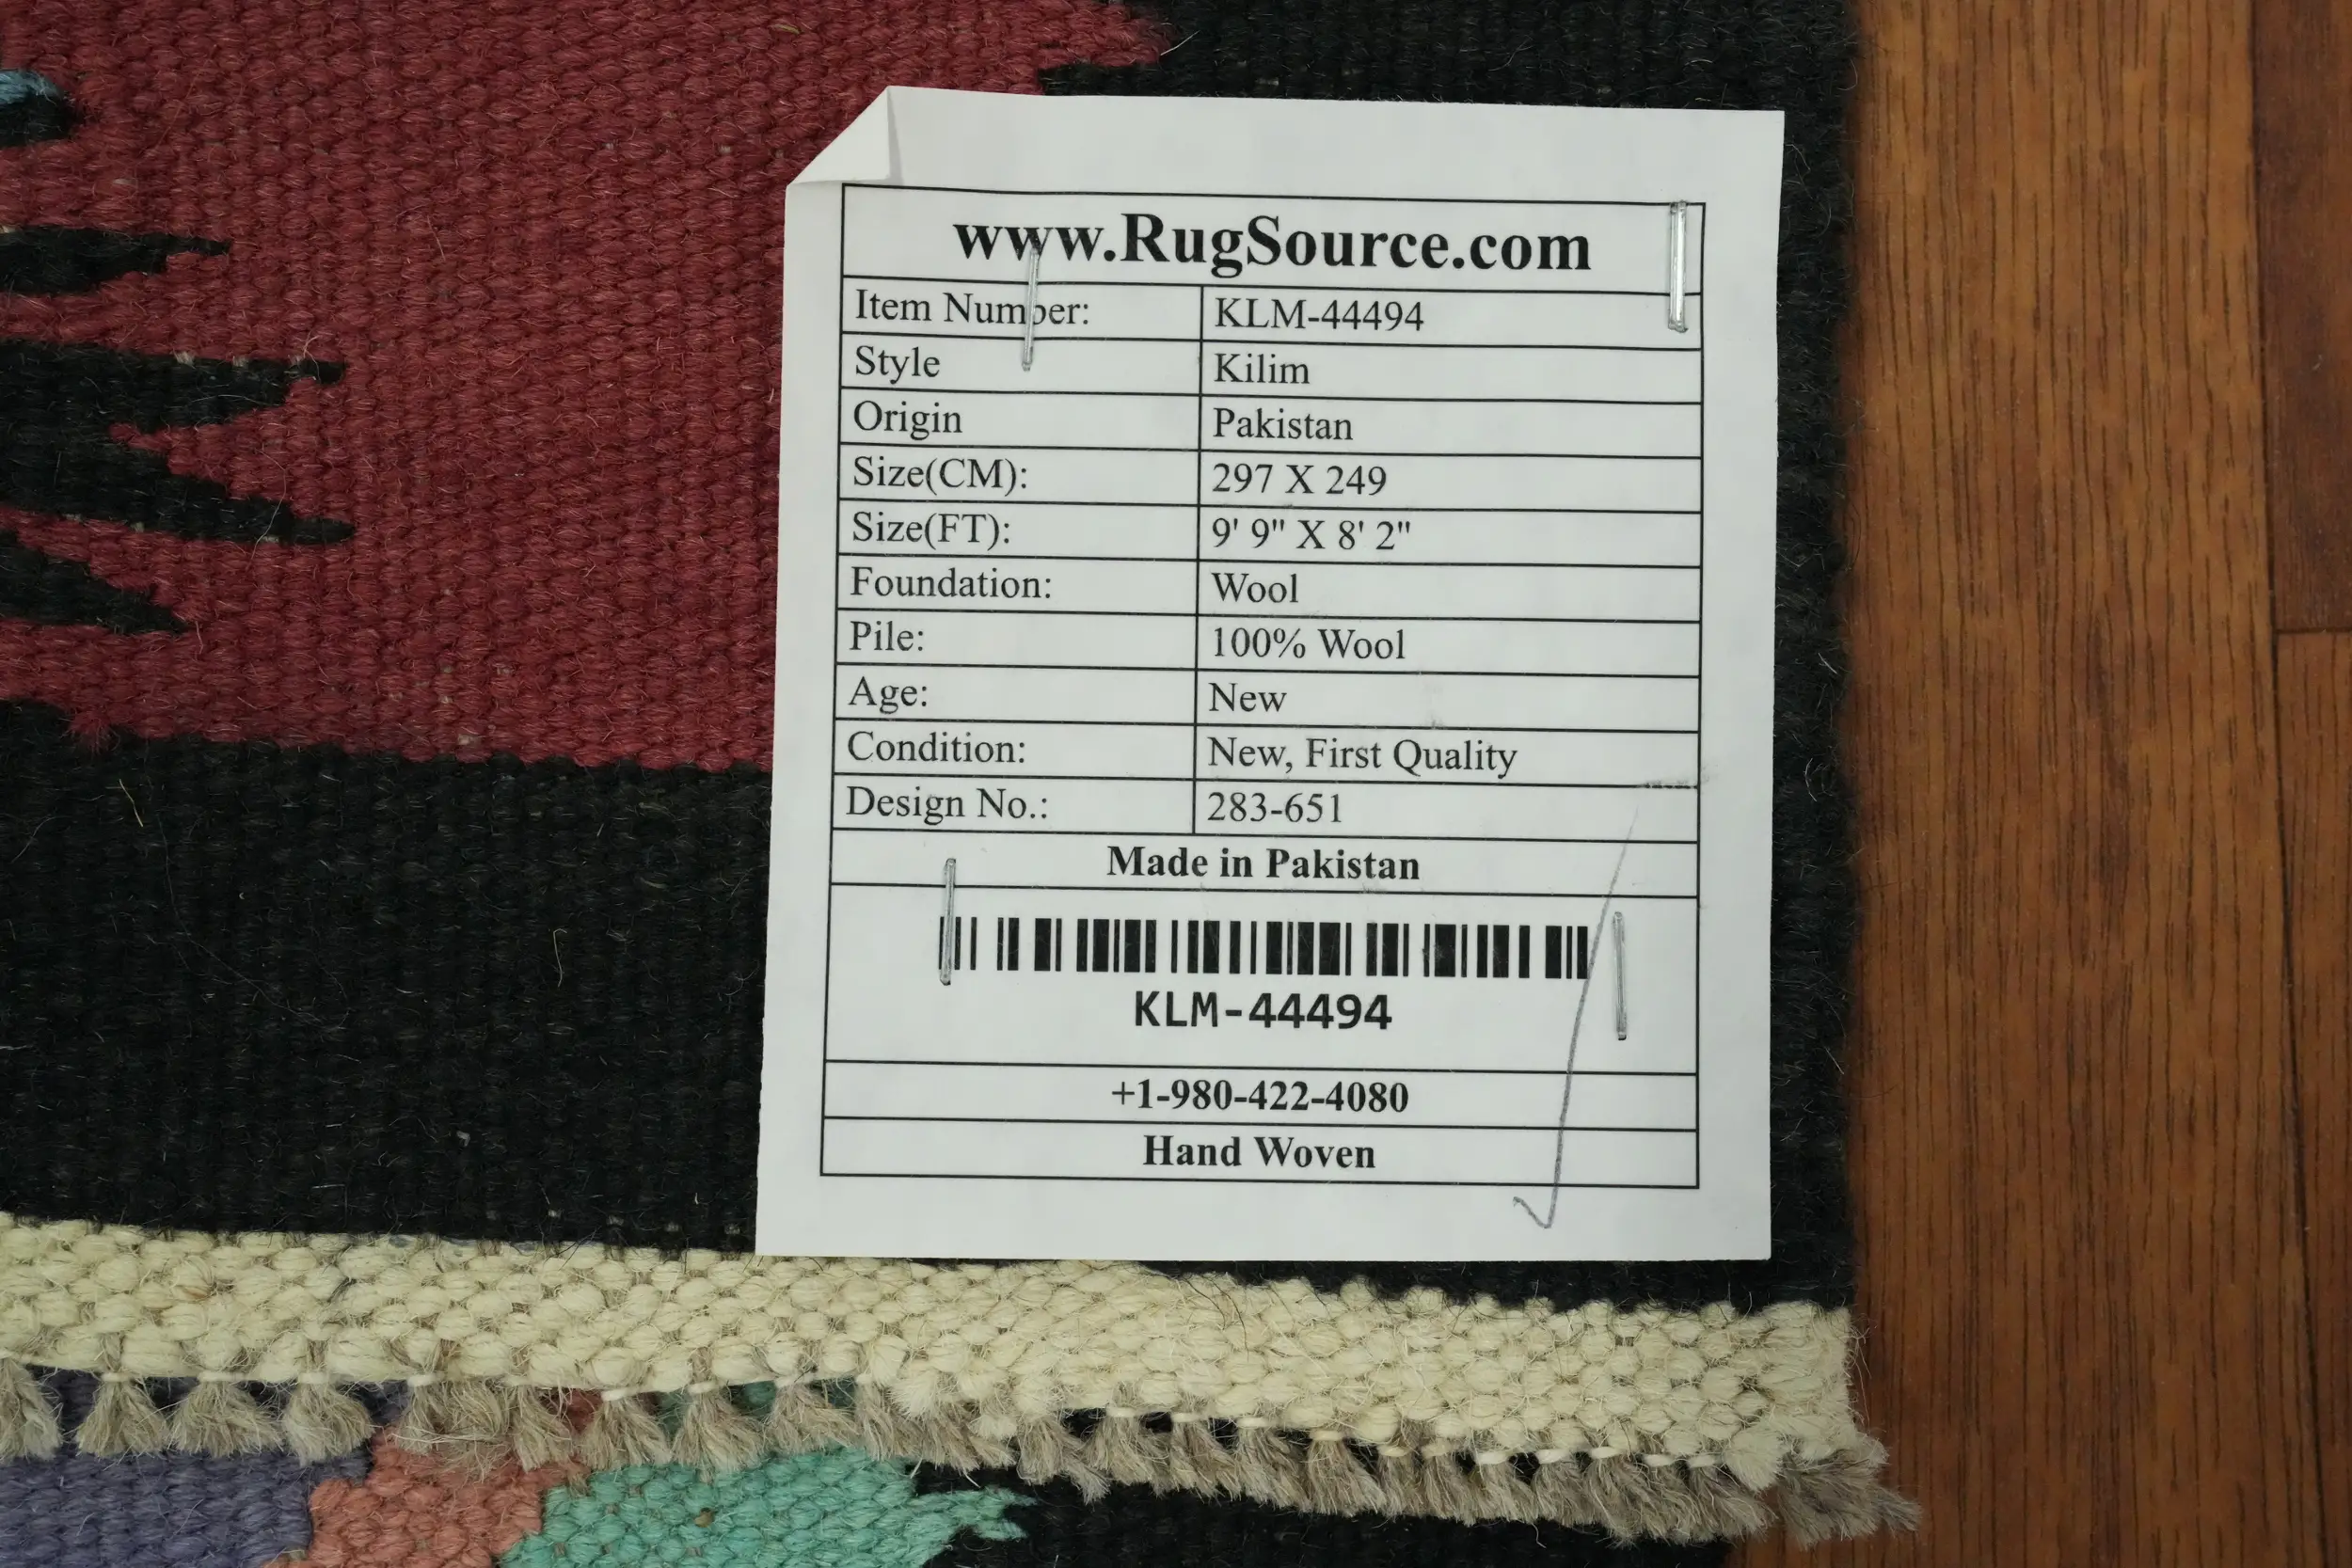 www.RugSource.com
Item Number: KLM-44494
Style Kilim
Origin Pakistan
Size(CM): 297 X 249
Size(FT): 9' 9" X 8' 2"
Foundation: Wool
Pile: 100% Wool
Age: New
Condition: New, First Quality
Design No.: 283-651
Made in Pakistan
KLM-44494
+1-980-422-4080
Hand Woven